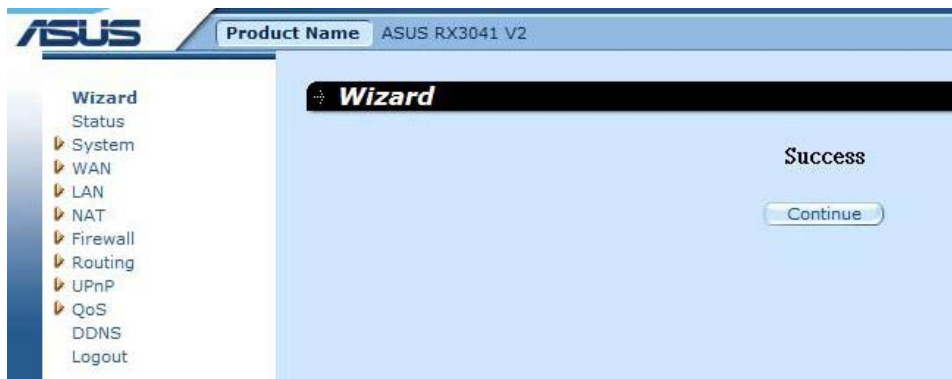 ASUS
Product Name ASUS RX3041 V2
Wizard
Status
System
WAN
LAN
NAT
Firewall
Routing
UPnP
QoS
DDNS
Logout
Wizard
Success
Continue